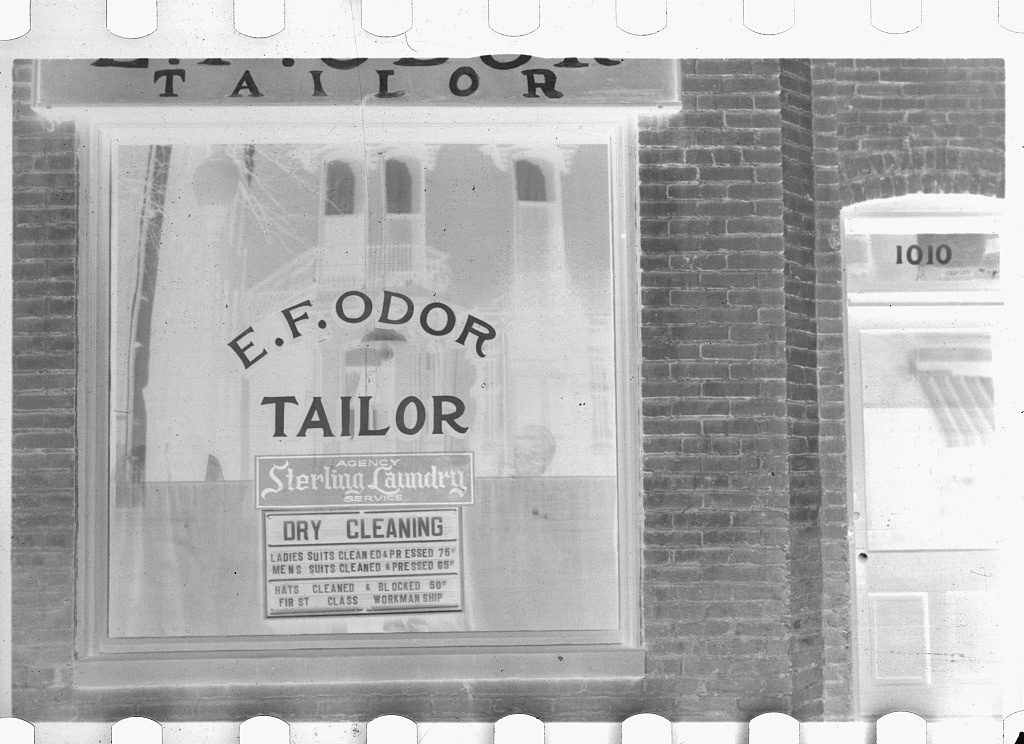 E. F. ODOR
TAILOR
1010
E. F. ODOR
TAILOR
AGENCY
Sterling Laundry
SERVICE
DRY CLEANING
LADIES SUITS CLEANED & PRESSED 75¢
MENS SUITS CLEANED & PRESSED 65¢
HATS CLEANED & BLOCKED 50¢
FIRST CLASS WORKMANSHIP